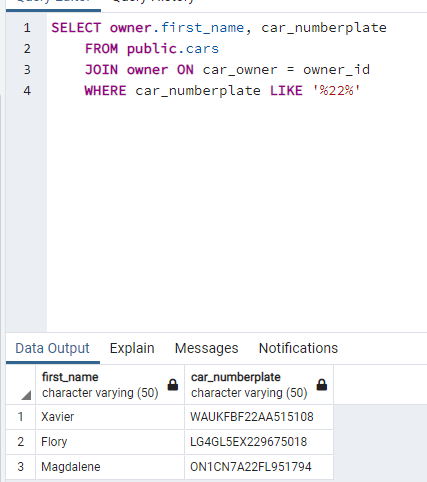 Query Editor Query History
1 SELECT owner.first_name, car_numberplate
2 FROM public.cars
3 JOIN owner ON car_owner = owner_id
4 WHERE car_numberplate LIKE '%22%'
Data Output Explain Messages Notifications
first_name car_numberplate
character varying (50) character varying (50)
1 Xavier WAUKFBF22AA515108
2 Flory LG4GL5EX229675018
3 Magdalene ON1CN7A22FL951794